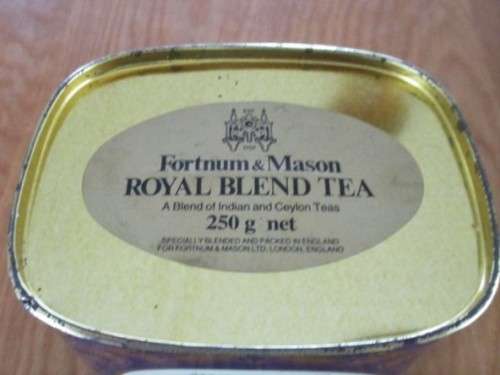 Fortnum & Mason
ROYAL BLEND TEA
A Blend of Indian and Ceylon Teas
250 g net
SPECIALLY BLENDED AND PACKED IN ENGLAND
FOR FORTNUM & MASON LTD, LONDON, ENGLAND